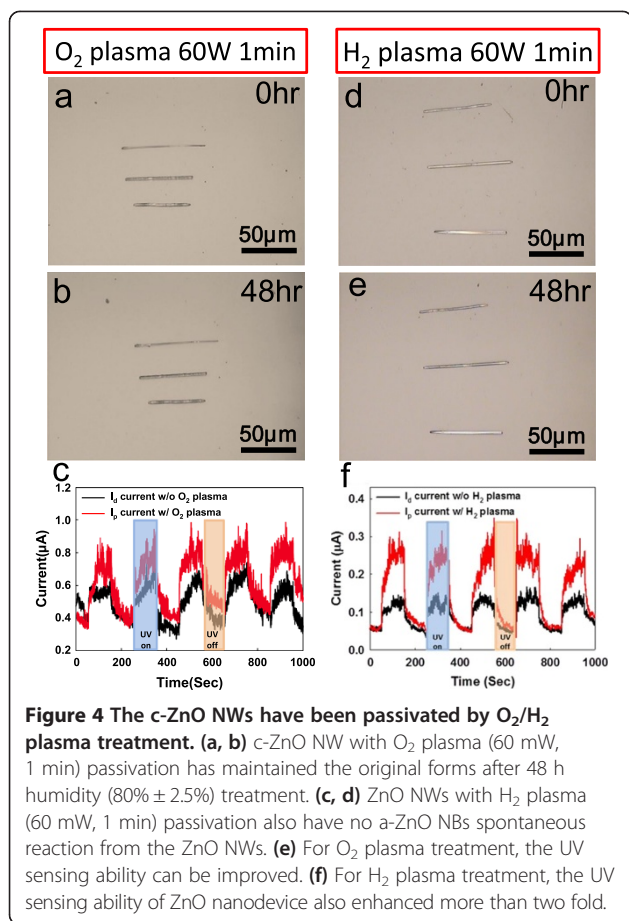 O₂ plasma 60W 1min
H₂ plasma 60W 1min
a
0hr
50µm
b
48hr
50µm
d
0hr
50µm
e
48hr
50µm
c
I_d current w/o O₂ plasma
I_p current w/ O₂ plasma
Current(µA)
1.2
1.0
0.8
0.6
0.4
0.2
UV on
UV off
0 200 400 600 800 1000
Time(Sec)
f
I_d current w/o H₂ plasma
I_p current w/ H₂ plasma
Current (µA)
0.4
0.3
0.2
0.1
0.0
UV on
UV off
0 200 400 600 800 1000
Time (Sec)
Figure 4 The c-ZnO NWs have been passivated by O₂/H₂
plasma treatment. (a, b) c-ZnO NW with O₂ plasma (60 mW,
1 min) passivation has maintained the original forms after 48 h
humidity (80% ± 2.5%) treatment. (c, d) ZnO NWs with H₂ plasma
(60 mW, 1 min) passivation also have no a-ZnO NBs spontaneous
reaction from the ZnO NWs. (e) For O₂ plasma treatment, the UV
sensing ability can be improved. (f) For H₂ plasma treatment, the UV
sensing ability of ZnO nanodevice also enhanced more than two fold.